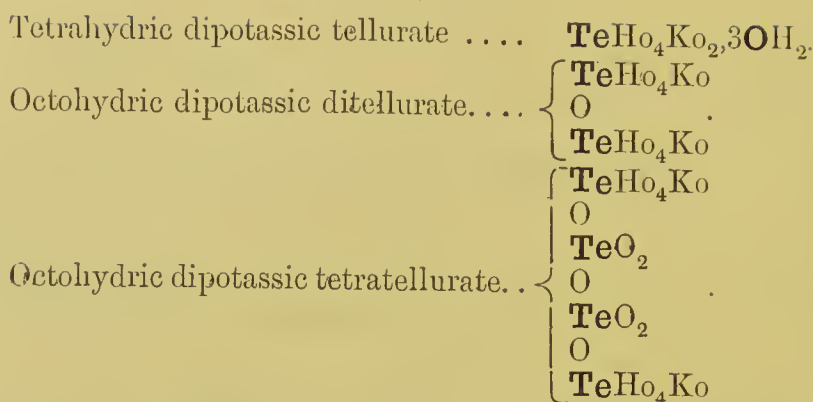 Tetrahydric dipotassic tellurate .... TeHo₄Ko₂,3OH₂.
TeHo₄Ko
Octohydric dipotassic ditellurate.... O .
TeHo₄Ko
TeHo₄Ko
O
TeO₂
Octohydric dipotassic tetratellurate.. O .
TeO₂
O
TeHo₄Ko